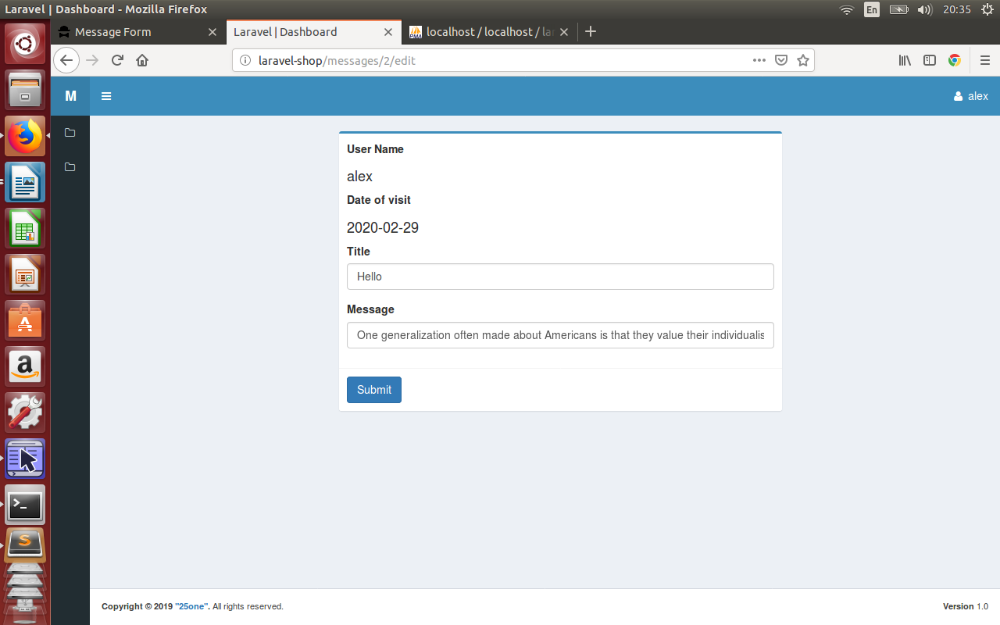 Laravel | Dashboard - Mozilla Firefox
En
20:35
Message Form
Laravel | Dashboard
localhost / localhost / la
laravel-shop/messages/2/edit
M
alex
User Name
alex
Date of visit
2020-02-29
Title
Hello
Message
One generalization often made about Americans is that they value their individualis
Submit
Copyright © 2019 "25one". All rights reserved.
Version 1.0